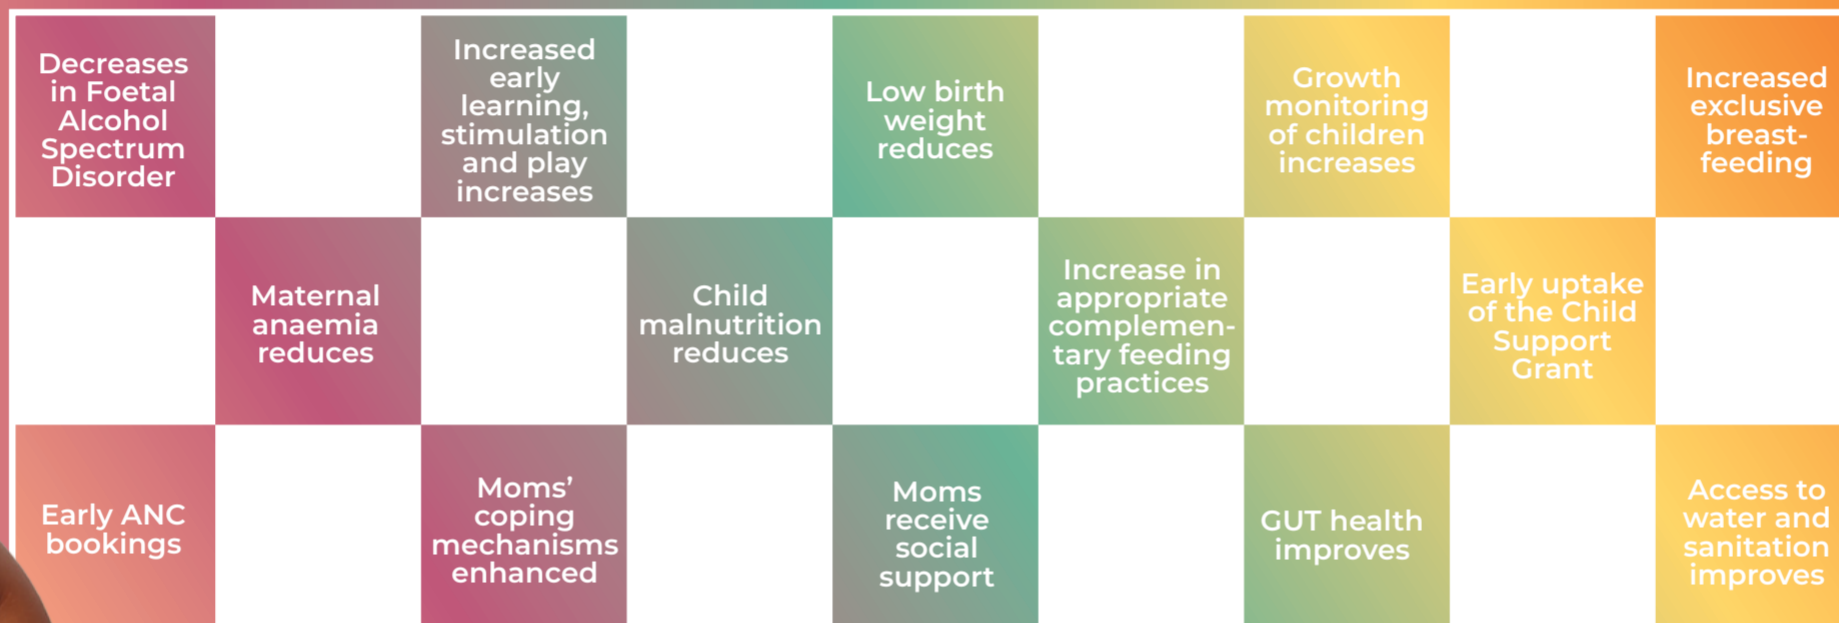 Decreases
in Foetal
Alcohol
Spectrum
Disorder
Increased
early
learning,
stimulation
and play
increases
Low birth
weight
reduces
Growth
monitoring
of children
increases
Increased
exclusive
breast-
feeding
Maternal
anaemia
reduces
Child
malnutrition
reduces
Increase in
appropriate
complemen-
tary feeding
practices
Early uptake
of the Child
Support
Grant
Early ANC
bookings
Moms’
coping
mechanisms
enhanced
Moms
receive
social
support
GUT health
improves
Access to
water and
sanitation
improves